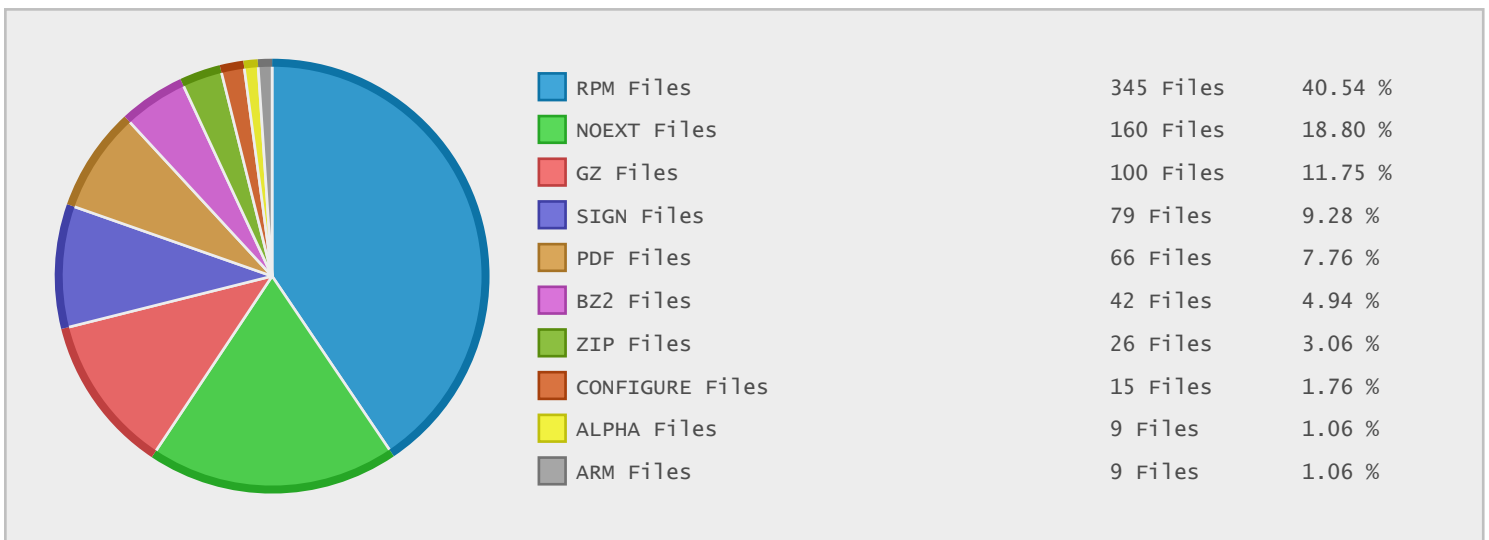 RPM Files 345 Files 40.54 %
NOEXT Files 160 Files 18.80 %
GZ Files 100 Files 11.75 %
SIGN Files 79 Files 9.28 %
PDF Files 66 Files 7.76 %
BZ2 Files 42 Files 4.94 %
ZIP Files 26 Files 3.06 %
CONFIGURE Files 15 Files 1.76 %
ALPHA Files 9 Files 1.06 %
ARM Files 9 Files 1.06 %